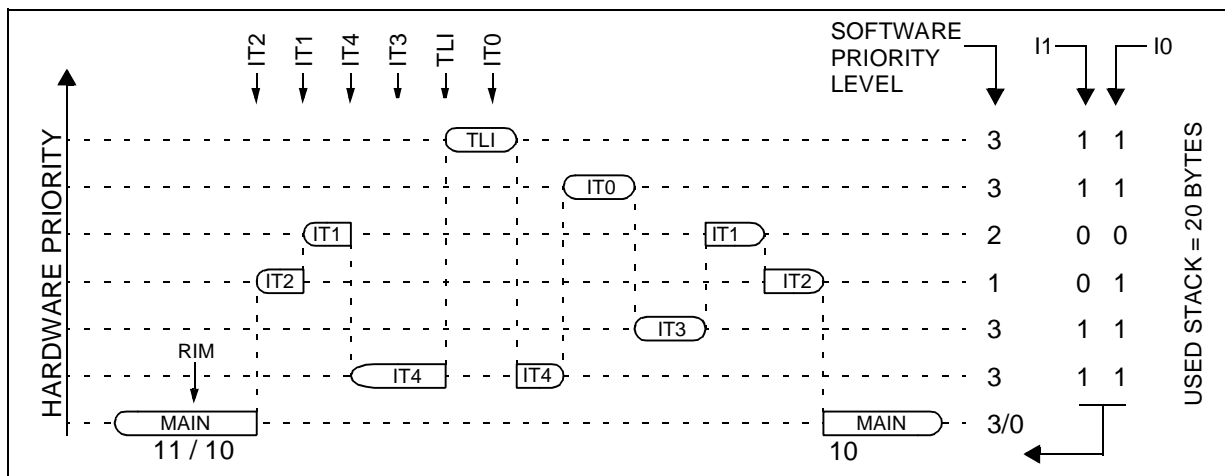 IT2
IT1
IT4
IT3
TLI
IT0
SOFTWARE
PRIORITY
LEVEL
I1
I0
HARDWARE PRIORITY
TLI
3
1 1
IT0
3
1 1
IT1
IT1
2
0 0
IT2
IT2
1
0 1
IT3
3
1 1
RIM
IT4
IT4
3
1 1
MAIN
MAIN
3/0
11 / 10
10
USED STACK = 20 BYTES